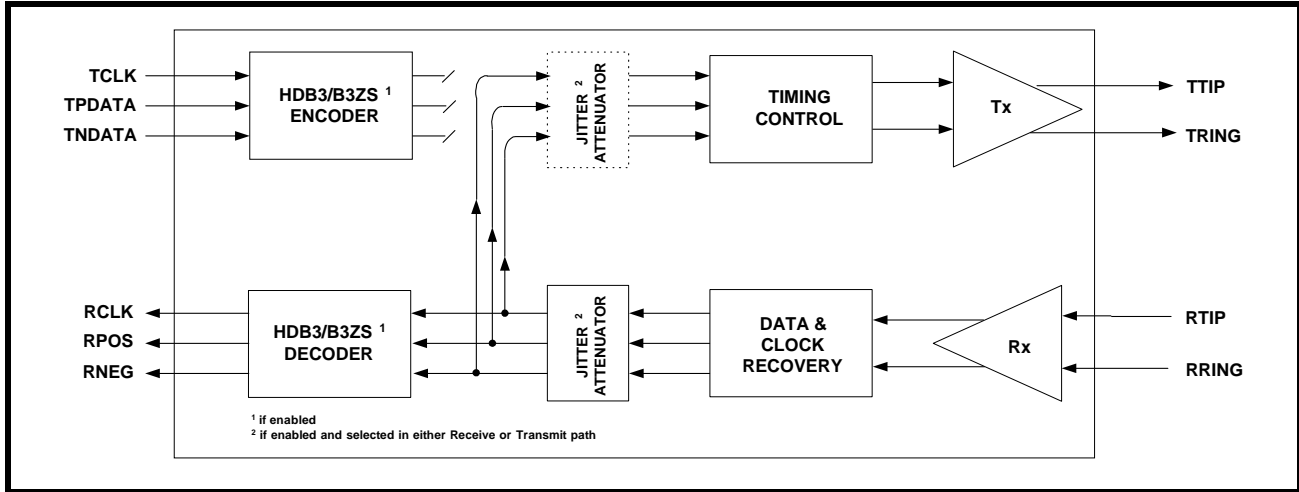 TCLK
TPDATA
TNDATA
HDB3/B3ZS 1
ENCODER
JITTER 2
ATTENUATOR
TIMING
CONTROL
Tx
TTIP
TRING
RCLK
RPOS
RNEG
HDB3/B3ZS 1
DECODER
JITTER 2
ATTENUATOR
DATA &
CLOCK
RECOVERY
Rx
RTIP
RRING
1 if enabled
2 if enabled and selected in either Receive or Transmit path